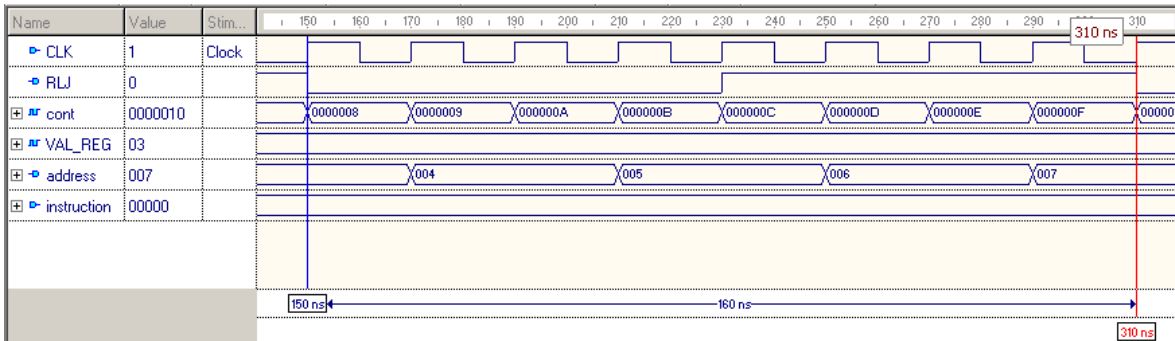 Name Value Stim... 150 160 170 180 190 200 210 220 230 240 250 260 270 280 290 310
310 ns
CLK 1 Clock
RLJ 0
cont 0000010 0000008 0000009 000000A 000000B 000000C 000000D 000000E 000000F 00000
VAL_REG 03
address 007 004 005 006 007
instruction 00000
150 ns 160 ns
310 ns